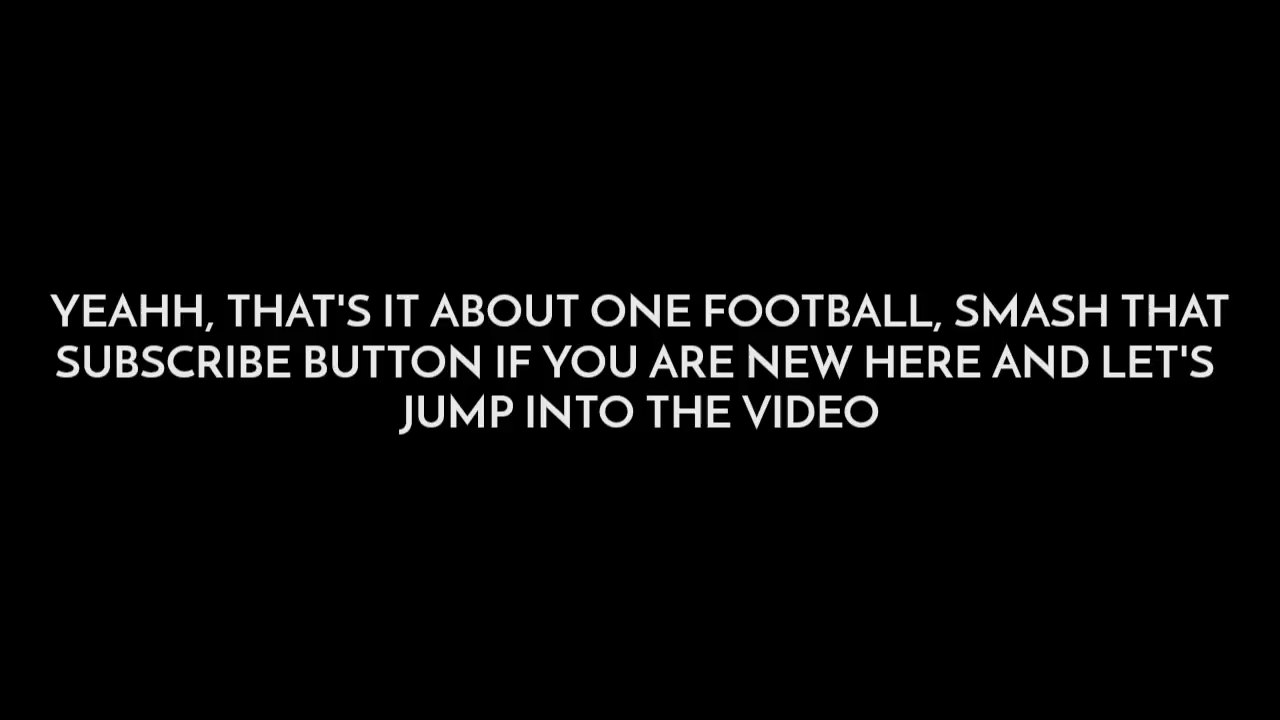 YEAHH, THAT'S IT ABOUT ONE FOOTBALL, SMASH THAT
SUBSCRIBE BUTTON IF YOU ARE NEW HERE AND LET'S
JUMP INTO THE VIDEO